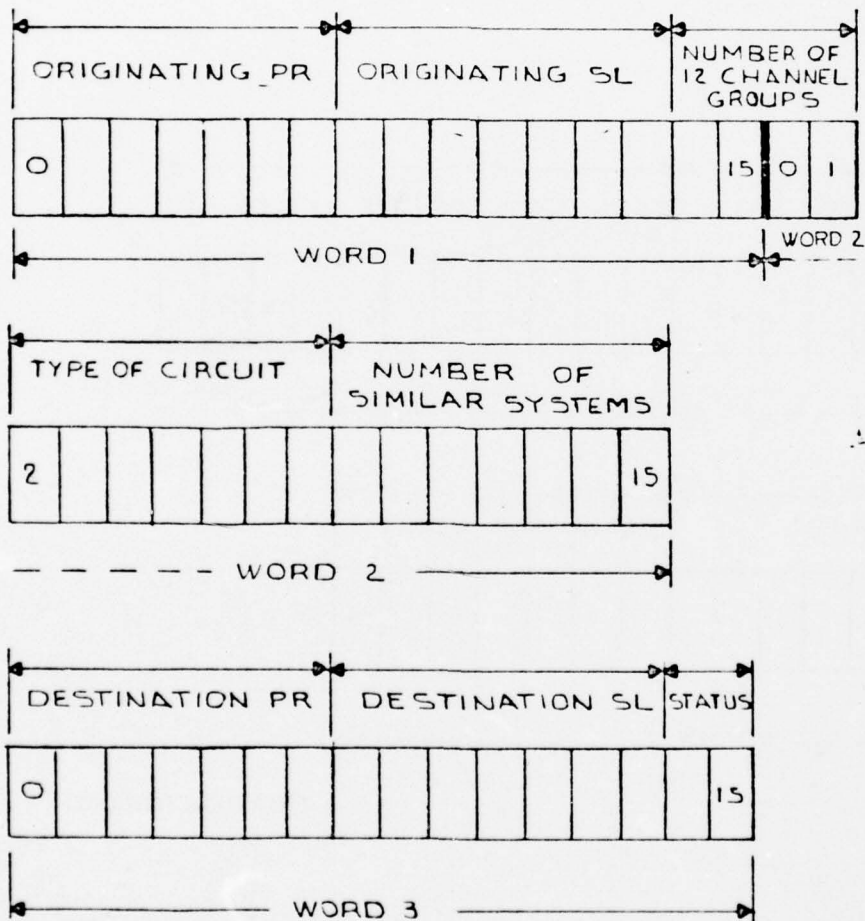 ORIGINATING PR
ORIGINATING SL
NUMBER OF
12 CHANNEL
GROUPS
0
15
0
1
WORD 1
WORD 2
TYPE OF CIRCUIT
NUMBER OF
SIMILAR SYSTEMS
2
15
WORD 2
DESTINATION PR
DESTINATION SL
STATUS
0
15
WORD 3